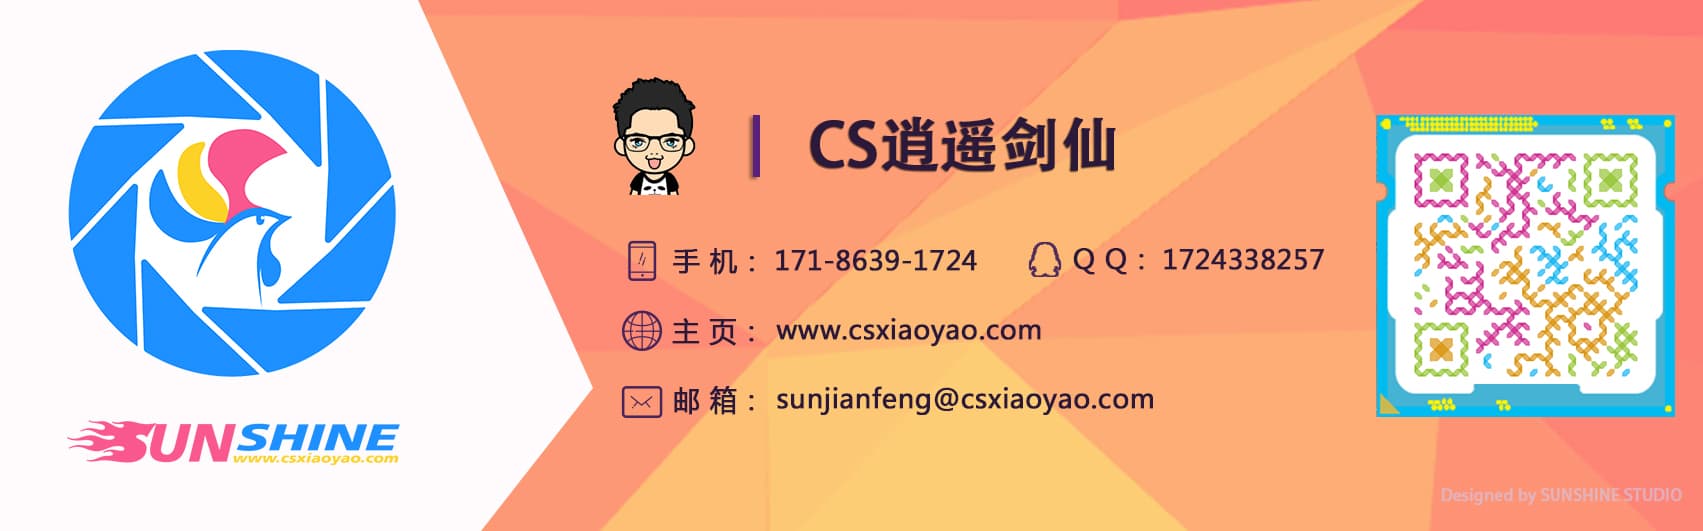 CS逍遥剑仙
手机：171-8639-1724 QQ：1724338257
主页：www.csxiaoyao.com
邮箱：sunjianfeng@csxiaoyao.com
SUNSHINE
www.csxiaoyao.com
Designed by SUNSHINE STUDIO